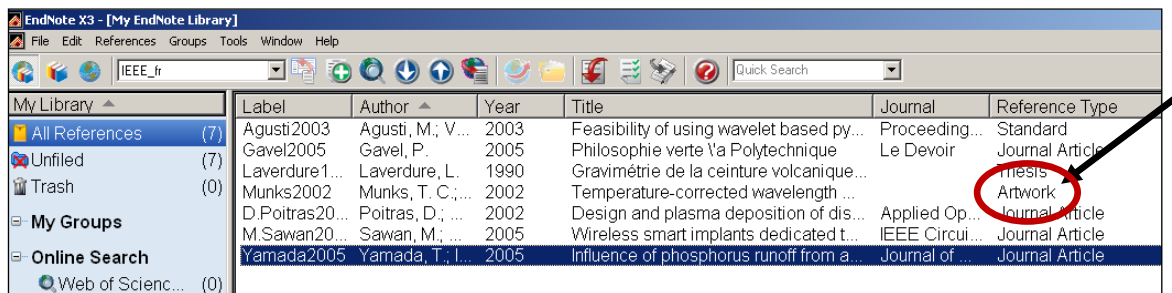 EndNote X3 - [My EndNote Library]
File Edit References Groups Tools Window Help
IEEE_fr Quick Search
My Library Label Author Year Title Journal Reference Type
All References (7) Agusti2003 Agusti, M.; V... 2003 Feasibility of using wavelet based py... Proceeding... Standard
Unfiled (7) Gavel2005 Gavel, P. 2005 Philosophie verte \'a Polytechnique Le Devoir Journal Article
Trash (0) Laverdure1... Laverdure, L. 1990 Gravimétrie de la ceinture volcanique... Thesis
Munks2002 Munks, T. C.;... 2002 Temperature-corrected wavelength ... Artwork
My Groups D.Poitras20... Poitras, D.; ... 2002 Design and plasma deposition of dis... Applied Op... Journal Article
M.Sawan20... Sawan, M.; ... 2005 Wireless smart implants dedicated t... IEEE Circui... Journal Article
Online Search Yamada2005 Yamada, T.; I... 2005 Influence of phosphorus runoff from a... Journal of ... Journal Article
Web of Scienc... (0)